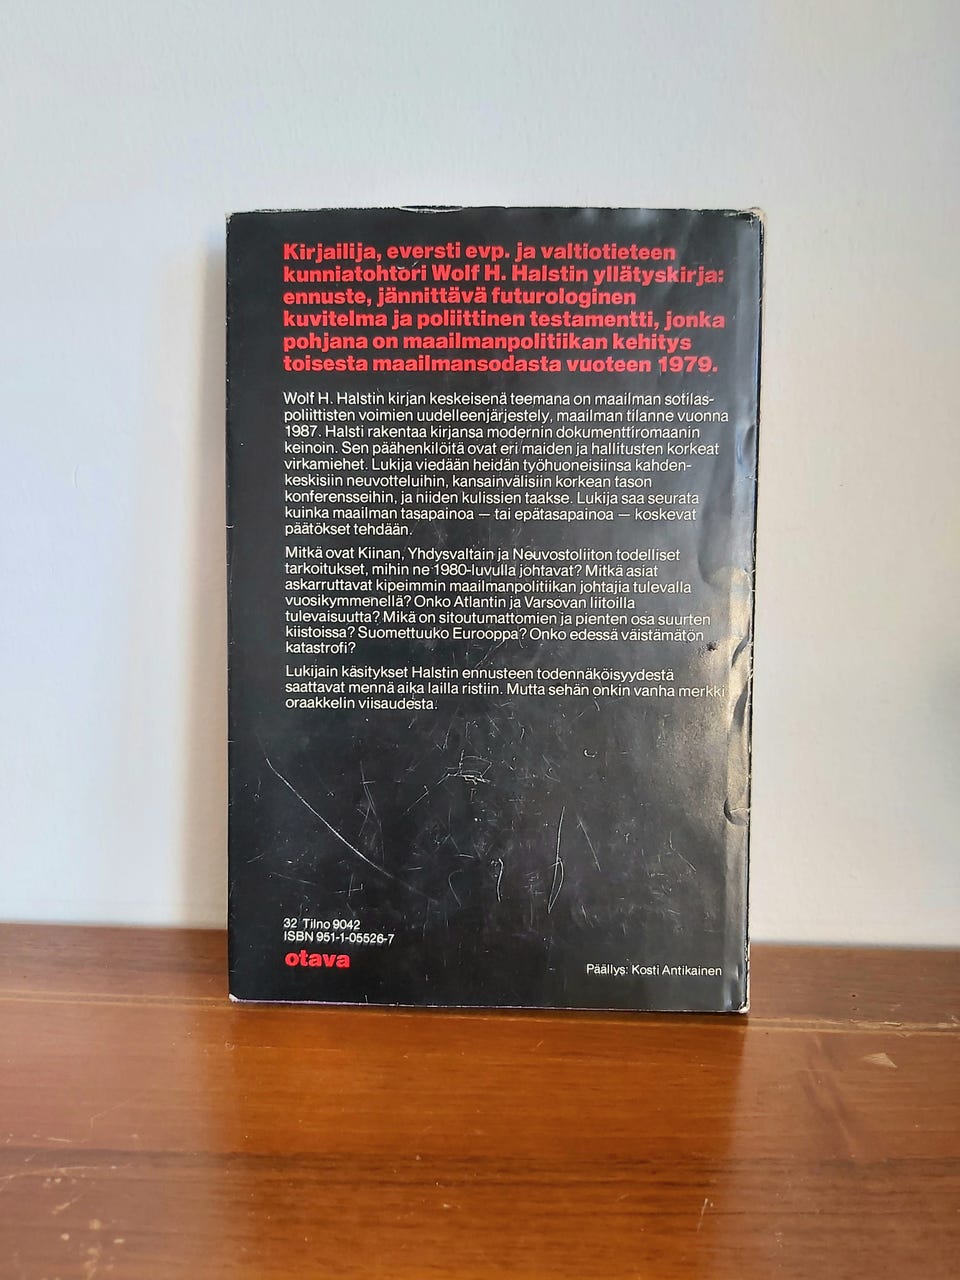 Kirjailija, eversti evp. ja valtiotieteen
kunniatohtori Wolf H. Halstin yllätyskirja:
ennuste, jännittävä futurologinen
kuvitelma ja poliittinen testamentti, jonka
pohjana on maailmanpolitiikan kehitys
toisesta maailmansodasta vuoteen 1979.
Wolf H. Halstin kirjan keskeisenä teemana on maailman sotilas-
poliittisten voimien uudelleenjärjestely, maailman tilanne vuonna
1987. Halsti rakentaa kirjansa modernin dokumenttiromaanin
keinoin. Sen päähenkilöitä ovat eri maiden ja hallitusten korkeat
virkamiehet. Lukija viedään heidän työhuoneisiinsa kahden-
keskisiin neuvotteluihin, kansainvälisiin korkean tason
konferensseihin, ja niiden kulissien taakse. Lukija saa seurata
kuinka maailman tasapainoa — tai epätasapainoa — koskevat
päätökset tehdään.
Mitkä ovat Kiinan, Yhdysvaltain ja Neuvostoliiton todelliset
tarkoitukset, mihin ne 1980-luvulla johtavat? Mitkä asiat
askarruttavat kipeimmin maailmanpolitiikan johtajia tulevalla
vuosikymmenellä? Onko Atlantin ja Varsovan liitoilla
tulevaisuutta? Mikä on sitoutumattomien ja pienten osa suurten
kiistoissa? Suomettuuko Eurooppa? Onko edessä väistämätön
katastrofi?
Lukijain käsitykset Halstin ennusteen todennäköisyydestä
saattavat mennä aika lailla ristiin. Mutta sehän onkin vanha merkki
oraakkelin viisaudesta.
32 Tilno 9042
ISBN 951-1-05526-7
otava
Päällys: Kosti Antikainen